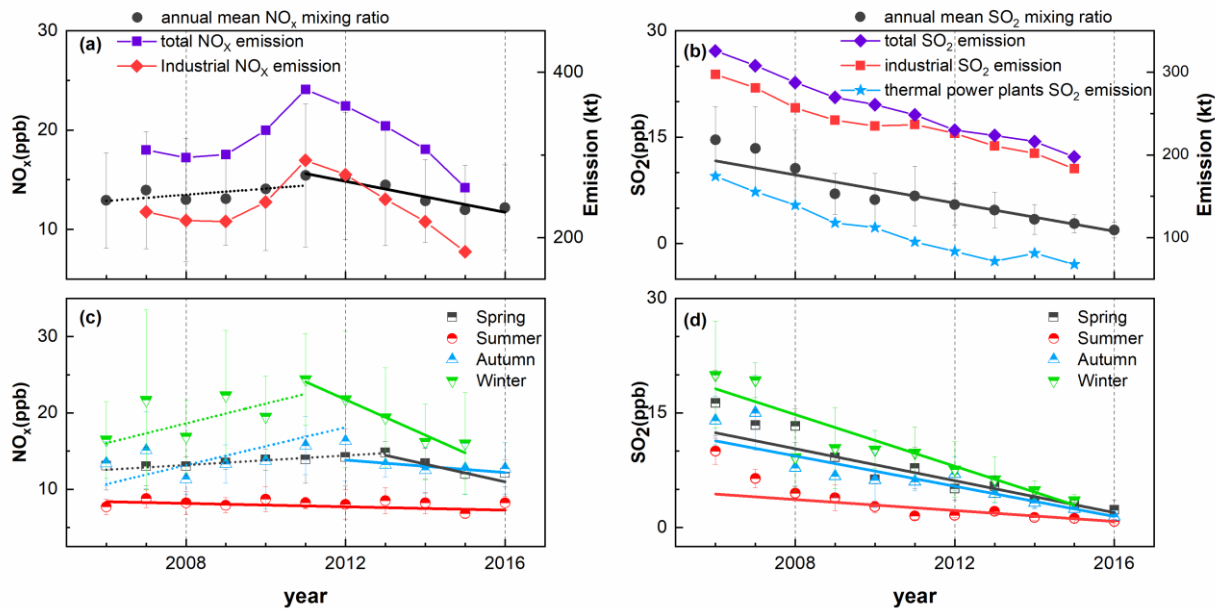 annual mean NOx mixing ratio
total NOX emission
Industrial NOX emission
(a)
30
20
10
0
NOX(ppb)
400
200
Emission (kt)
annual mean SO2 mixing ratio
total SO2 emission
industrial SO2 emission
thermal power plants SO2 emission
(b)
30
15
0
SO2(ppb)
300
200
100
Emission (kt)
(c)
Spring
Summer
Autumn
Winter
30
20
10
0
NOX(ppb)
2008
2012
2016
year
(d)
Spring
Summer
Autumn
Winter
30
15
0
SO2(ppb)
2008
2012
2016
year